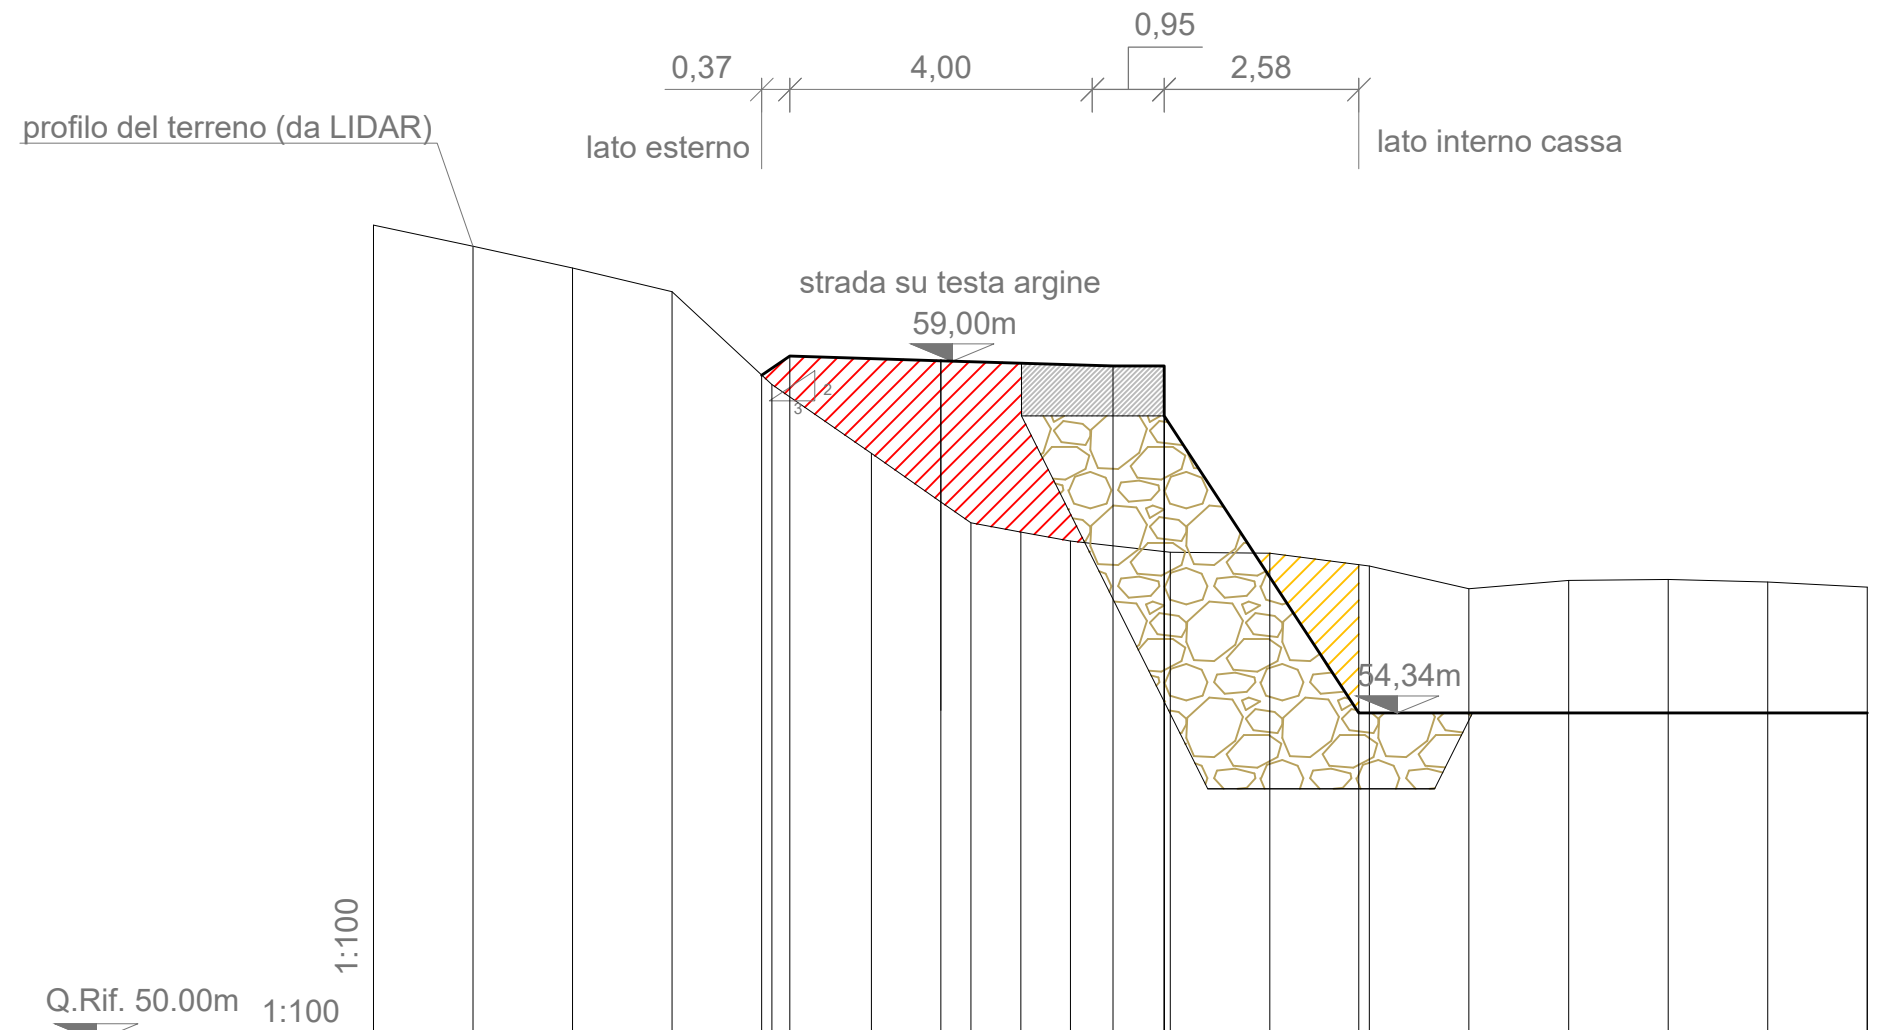 0,95
0,37
4,00
2,58
profilo del terreno (da LIDAR)
lato esterno
lato interno cassa
strada su testa argine
59,00m
2
3
54,34m
1:100
Q.Rif. 50.00m
1:100